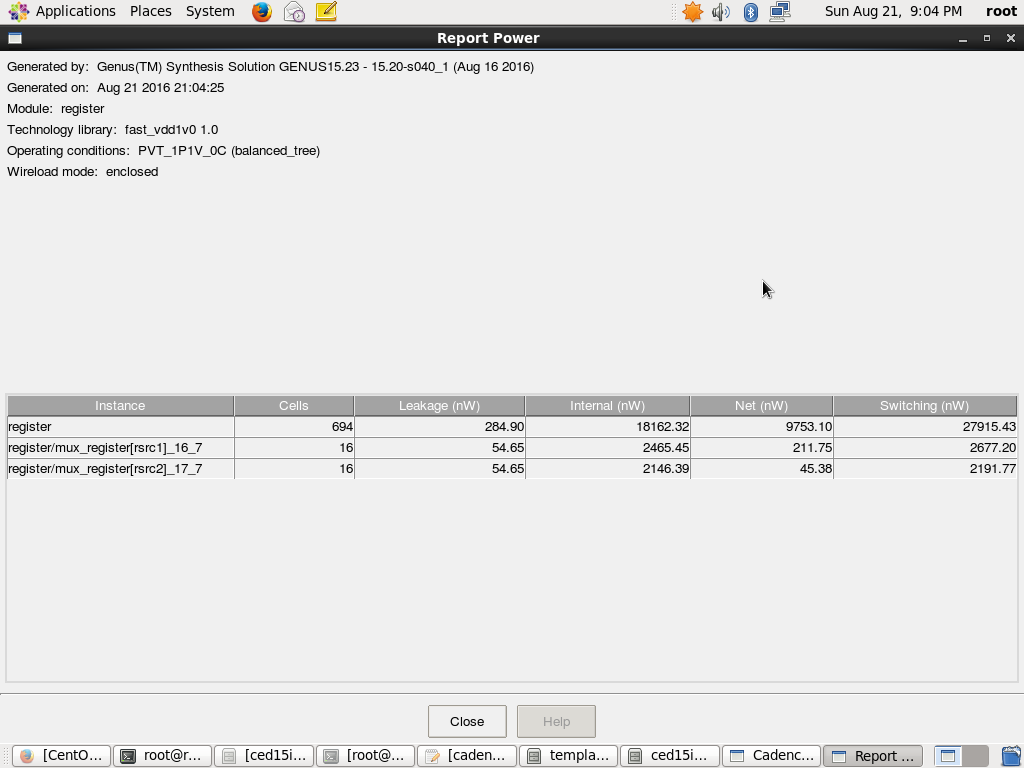 Applications Places System Sun Aug 21, 9:04 PM root
Report Power
Generated by: Genus(TM) Synthesis Solution GENUS15.23 - 15.20-s040_1 (Aug 16 2016)
Generated on: Aug 21 2016 21:04:25
Module: register
Technology library: fast_vdd1v0 1.0
Operating conditions: PVT_1P1V_0C (balanced_tree)
Wireload mode: enclosed
Instance Cells Leakage (nW) Internal (nW) Net (nW) Switching (nW)
register 694 284.90 18162.32 9753.10 27915.43
register/mux_register[rsrc1]_16_7 16 54.65 2465.45 211.75 2677.20
register/mux_register[rsrc2]_17_7 16 54.65 2146.39 45.38 2191.77
Close Help
[CentO... root@r... [ced15i... [root@... [caden... templa... ced15i... Cadenc... Report ...